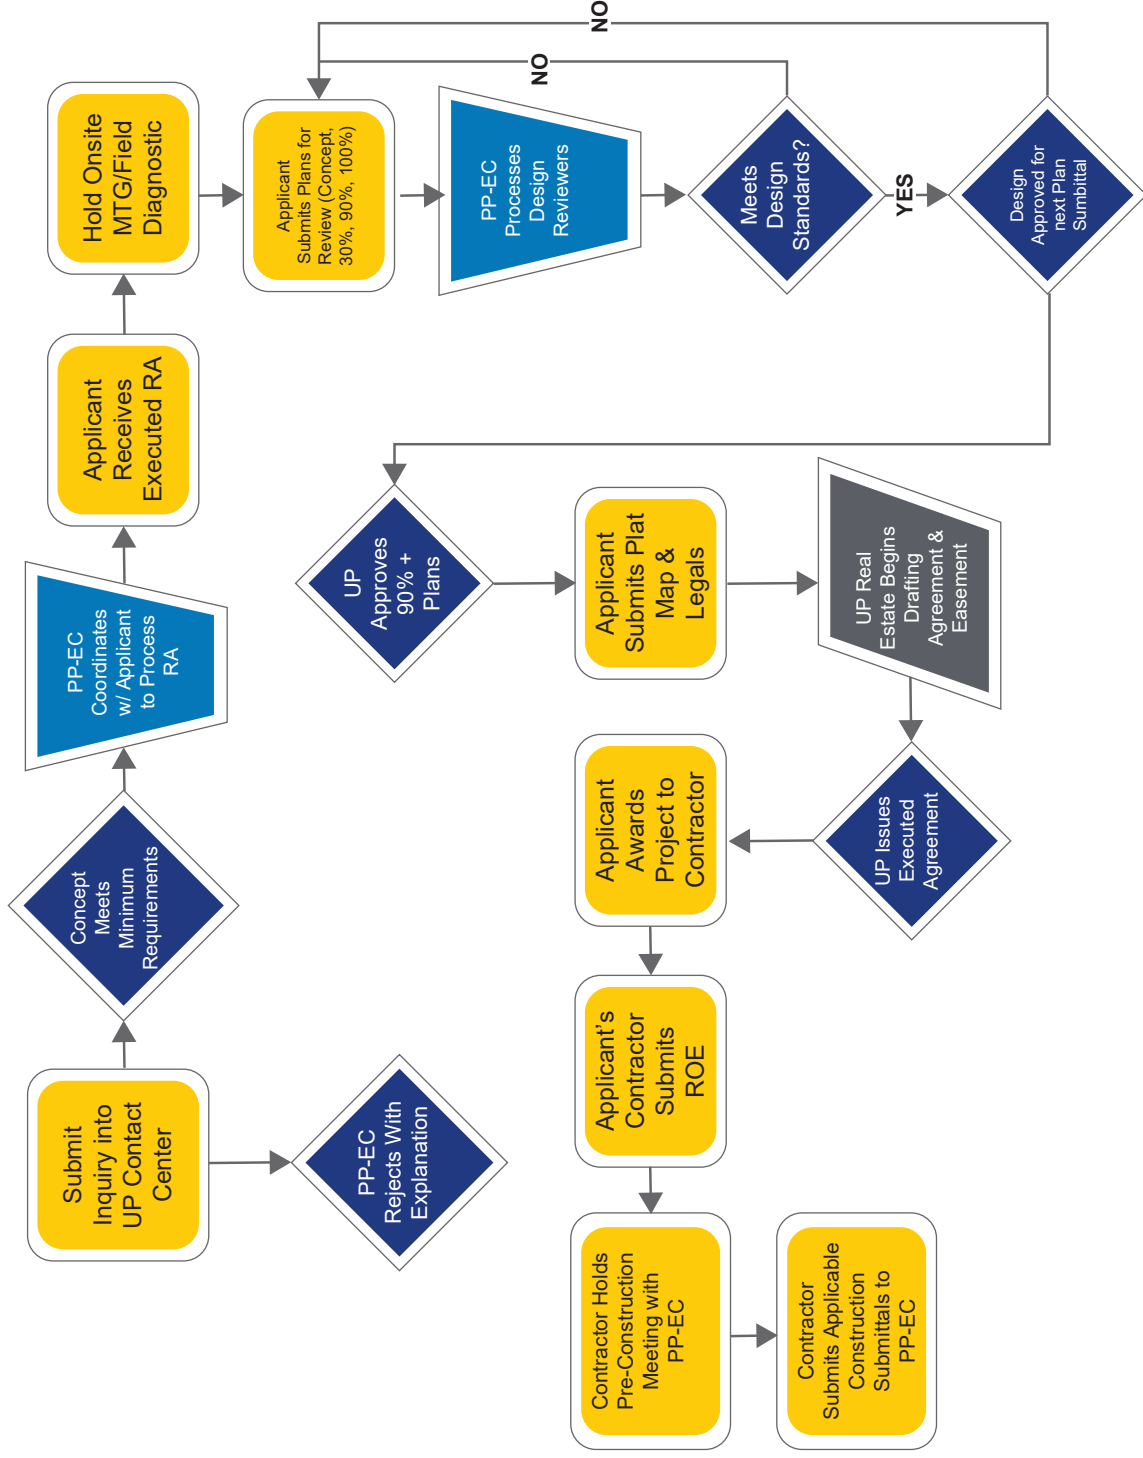 Submit
Inquiry into
UP Contact
Center
PP-EC
Rejects With
Explanation
Concept
Meets
Minimum
Requirements
PP-EC
Coordinates
w/ Applicant
to Process
RA
Applicant
Receives
Executed RA
Hold Onsite
MTG/Field
Diagnostic
Applicant
Submits Plans for
Review (Concept,
30%, 90%, 100%)
PP-EC
Processes
Design
Reviewers
Meets
Design
Standards?
NO
YES
Design
Approved for
next Plan
Sumbittal
NO
UP
Approves
90% +
Plans
Applicant
Submits Plat
Map &
Legals
UP Real
Estate Begins
Drafting
Agreement &
Easement
UP Issues
Executed
Agreement
Applicant
Awards
Project to
Contractor
Applicant's
Contractor
Submits
ROE
Contractor Holds
Pre-Construction
Meeting with
PP-EC
Contractor
Submits Applicable
Construction
Submittals to
PP-EC